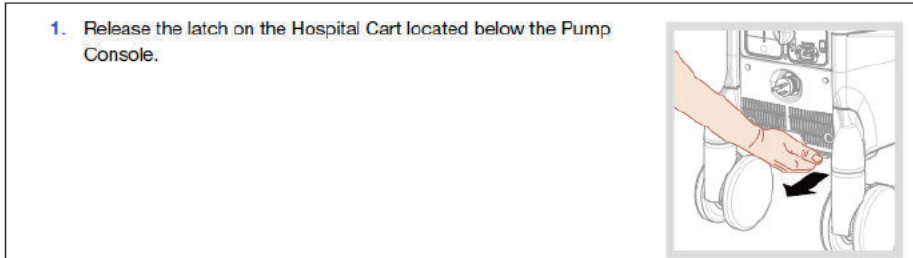 1. Release the latch on the Hospital Cart located below the Pump
Console.